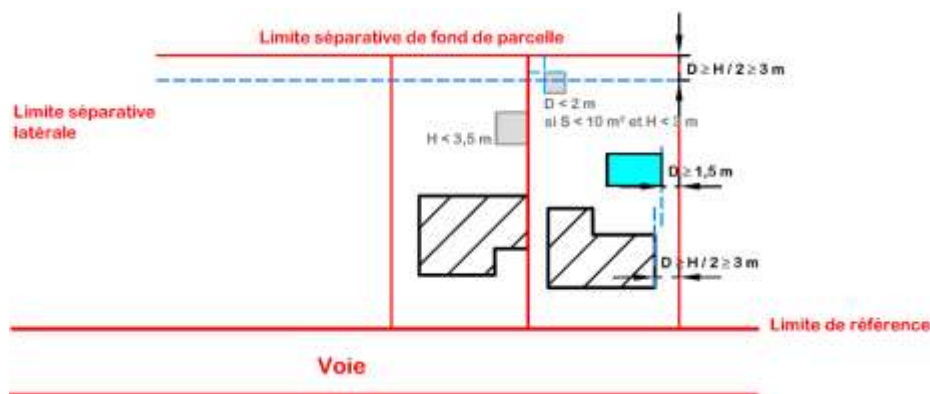 Limite séparative de fond de parcelle
D ≥ H / 2 ≥ 3 m
Limite séparative
latérale
D < 2 m
si S < 10 m² et H < m
H < 3,5 m
D ≥ 1,5 m
D ≥ H / 2 ≥ 3 m
Limite de référence
Voie